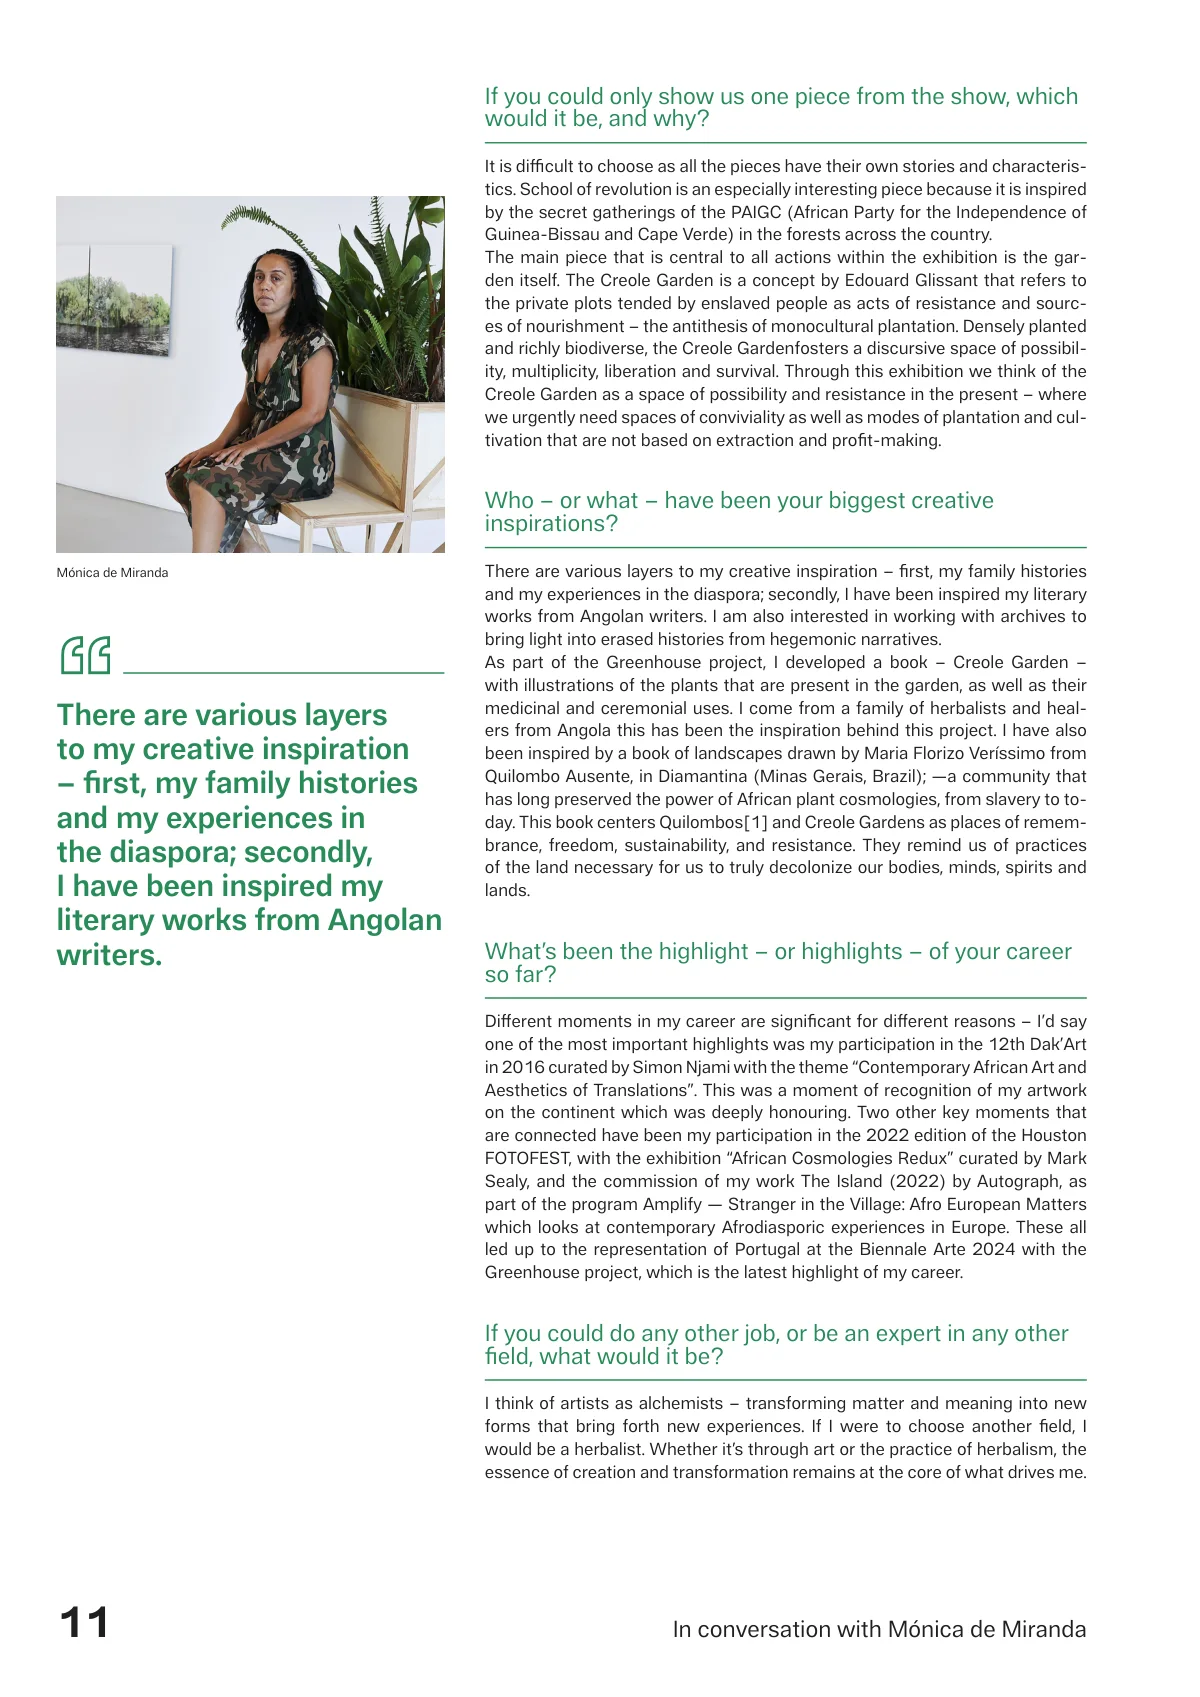 If you could only show us one piece from the show, which
would it be, and why?
It is difficult to choose as all the pieces have their own stories and characteris-
tics. School of revolution is an especially interesting piece because it is inspired
by the secret gatherings of the PAIGC (African Party for the Independence of
Guinea-Bissau and Cape Verde) in the forests across the country.
The main piece that is central to all actions within the exhibition is the gar-
den itself. The Creole Garden is a concept by Edouard Glissant that refers to
the private plots tended by enslaved people as acts of resistance and sourc-
es of nourishment – the antithesis of monocultural plantation. Densely planted
and richly biodiverse, the Creole Gardenfosters a discursive space of possibil-
ity, multiplicity, liberation and survival. Through this exhibition we think of the
Creole Garden as a space of possibility and resistance in the present – where
we urgently need spaces of conviviality as well as modes of plantation and cul-
tivation that are not based on extraction and profit-making.
Mónica de Miranda
There are various layers
to my creative inspiration
– first, my family histories
and my experiences in
the diaspora; secondly,
I have been inspired my
literary works from Angolan
writers.
Who – or what – have been your biggest creative
inspirations?
There are various layers to my creative inspiration – first, my family histories
and my experiences in the diaspora; secondly, I have been inspired my literary
works from Angolan writers. I am also interested in working with archives to
bring light into erased histories from hegemonic narratives.
As part of the Greenhouse project, I developed a book – Creole Garden –
with illustrations of the plants that are present in the garden, as well as their
medicinal and ceremonial uses. I come from a family of herbalists and heal-
ers from Angola this has been the inspiration behind this project. I have also
been inspired by a book of landscapes drawn by Maria Florizo Veríssimo from
Quilombo Ausente, in Diamantina (Minas Gerais, Brazil); —a community that
has long preserved the power of African plant cosmologies, from slavery to to-
day. This book centers Quilombos[1] and Creole Gardens as places of remem-
brance, freedom, sustainability, and resistance. They remind us of practices
of the land necessary for us to truly decolonize our bodies, minds, spirits and
lands.
What’s been the highlight – or highlights – of your career
so far?
Different moments in my career are significant for different reasons – I’d say
one of the most important highlights was my participation in the 12th Dak’Art
in 2016 curated by Simon Njami with the theme “Contemporary African Art and
Aesthetics of Translations”. This was a moment of recognition of my artwork
on the continent which was deeply honouring. Two other key moments that
are connected have been my participation in the 2022 edition of the Houston
FOTOFEST, with the exhibition “African Cosmologies Redux” curated by Mark
Sealy, and the commission of my work The Island (2022) by Autograph, as
part of the program Amplify — Stranger in the Village: Afro European Matters
which looks at contemporary Afrodiasporic experiences in Europe. These all
led up to the representation of Portugal at the Biennale Arte 2024 with the
Greenhouse project, which is the latest highlight of my career.
If you could do any other job, or be an expert in any other
field, what would it be?
I think of artists as alchemists – transforming matter and meaning into new
forms that bring forth new experiences. If I were to choose another field, I
would be a herbalist. Whether it’s through art or the practice of herbalism, the
essence of creation and transformation remains at the core of what drives me.
11
In conversation with Mónica de Miranda